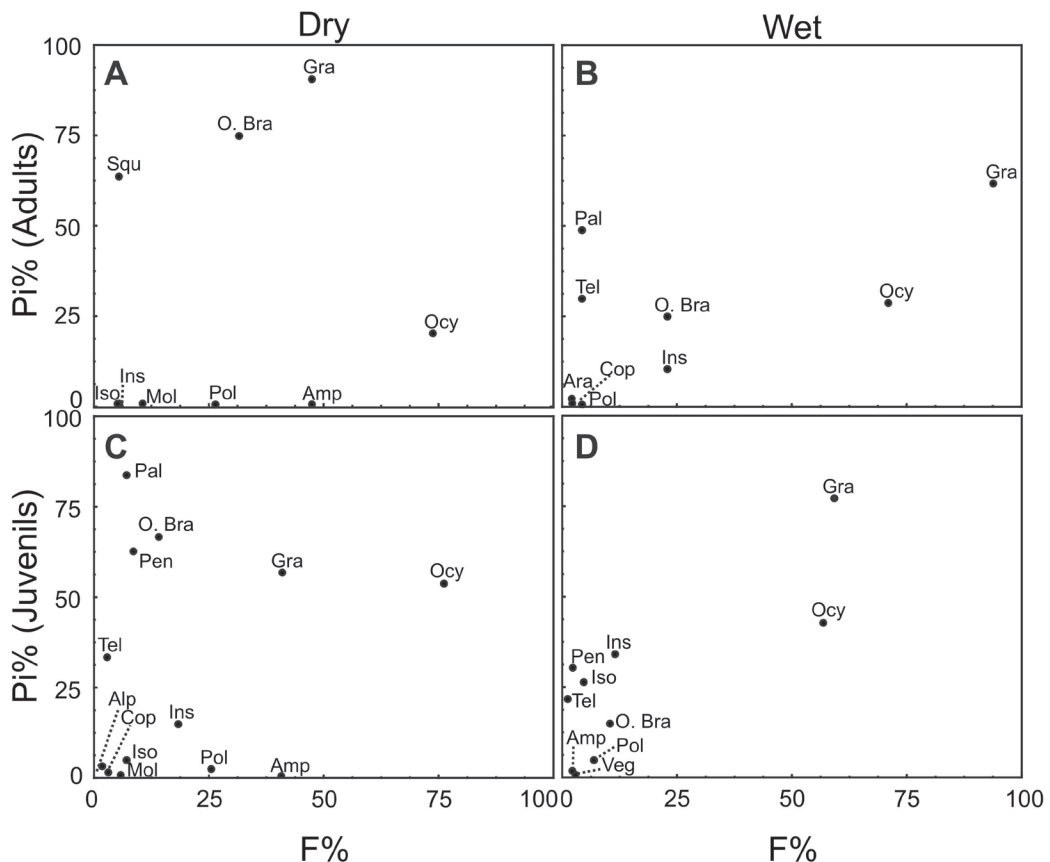 Dry
Wet
100
A
Gra
B
O. Bra
75
Squ
Gra
Pi% (Adults)
50
Pal
Tel
O. Bra
Ocy
Ocy
25
Ins
Ins
Iso
Mol
Pol
Amp
Ara
Cop
Pol
0
100
C
Pal
D
Gra
75
O. Bra
Pen
Gra
Ocy
Pi% (Juvenils)
50
Ocy
Tel
Ins
Pen
Iso
25
Alp
Cop
Ins
Tel
O. Bra
Iso
Mol
Pol
Amp
Amp
Pol
Veg
0
0 25 50 75 100 0 25 50 75 100
F% F%